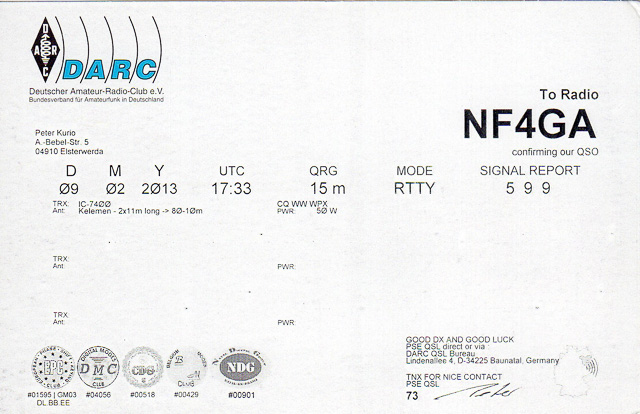 D
A R
C
DARC
Deutscher Amateur-Radio-Club e.V.
Bundesverband für Amateurfunk in Deutschland
To Radio
NF4GA
confirming our QSO
Peter Kurio
A.-Bebel-Str. 5
04910 Elsterwerda
D M Y UTC QRG MODE SIGNAL REPORT
Ø9 Ø2 2Ø13 17:33 15 m RTTY 5 9 9
TRX: IC-74ØØ CQ WW WPX
Ant: Kelemen - 2x11m long -> 8Ø-1Øm PWR: 5Ø W
TRX:
Ant: PWR:
TRX:
Ant: PWR:
GOOD DX AND GOOD LUCK
PSE QSL direct or via :
DARC QSL Bureau
Lindenallee 4, D-34225 Baunatal, Germany
TNX FOR NICE CONTACT
PSE QSL
73
EPC
DIGITAL MODES
DMC
CLUB
CDG
CLUB
NDG
#01595 | GM03 #04056 #00518 #00429 #00901
DL.BB.EE